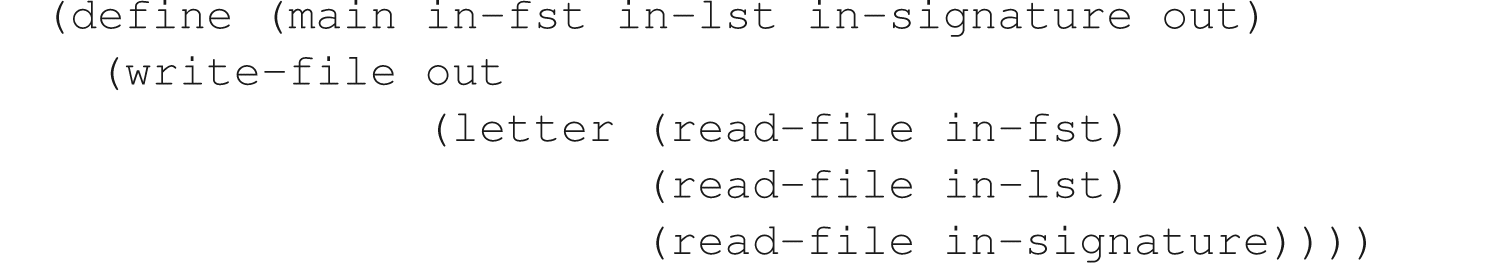 (define (main in-fst in-lst in-signature out)
  (write-file out
              (letter (read-file in-fst)
                      (read-file in-lst)
                      (read-file in-signature))))